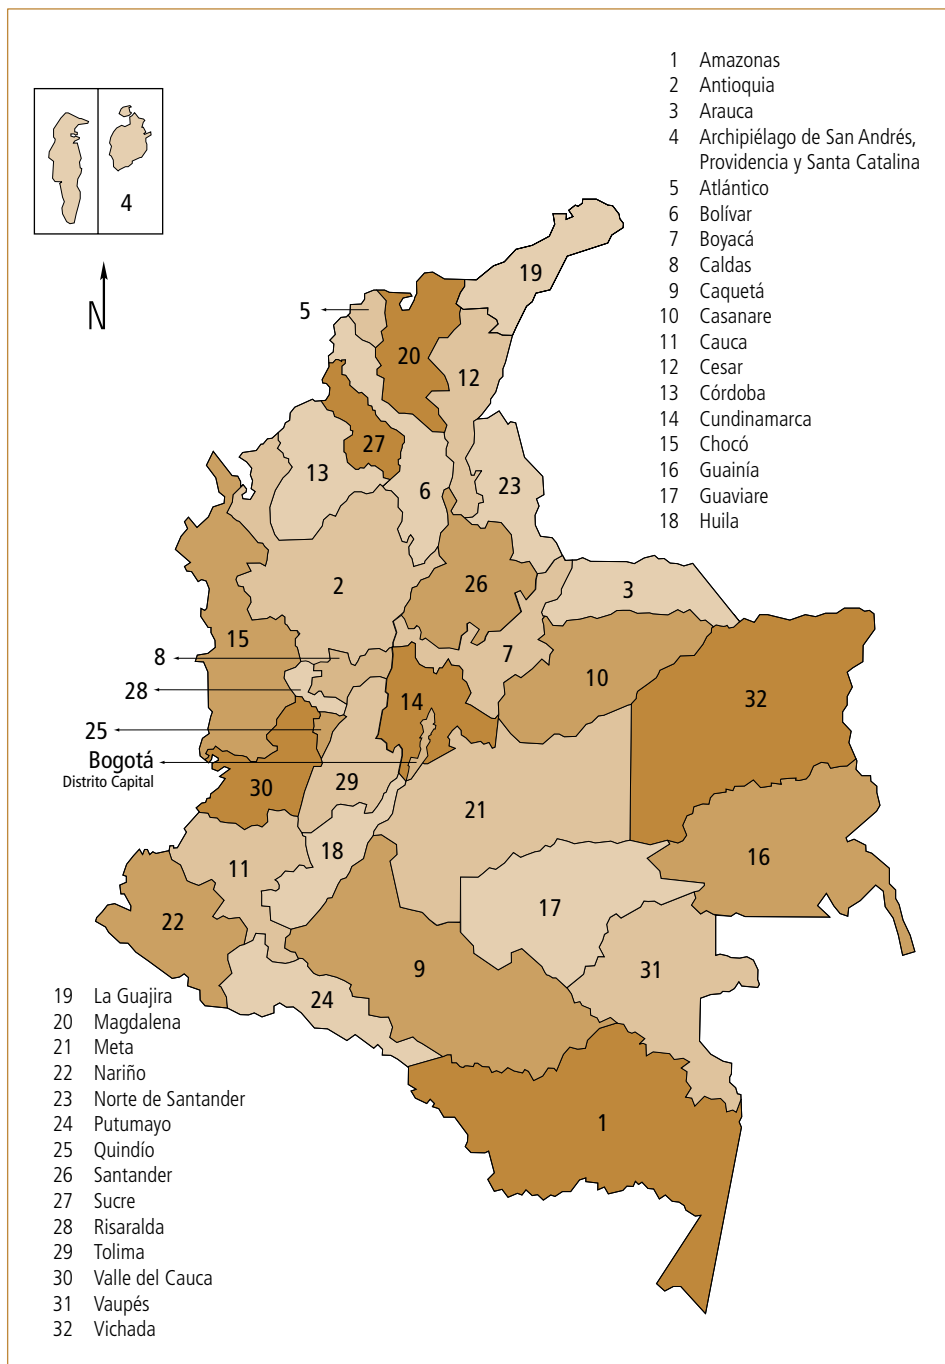 1 Amazonas
2 Antioquia
3 Arauca
4 Archipiélago de San Andrés,
Providencia y Santa Catalina
5 Atlántico
6 Bolívar
7 Boyacá
8 Caldas
9 Caquetá
10 Casanare
11 Cauca
12 Cesar
13 Córdoba
14 Cundinamarca
15 Chocó
16 Guainía
17 Guaviare
18 Huila
4
N
19
5
20
12
27
13
6
23
2
26
3
15
8
7
10
28
14
32
25
Bogotá
Distrito Capital
30
29
21
18
11
16
17
22
9
31
24
1
19 La Guajira
20 Magdalena
21 Meta
22 Nariño
23 Norte de Santander
24 Putumayo
25 Quindío
26 Santander
27 Sucre
28 Risaralda
29 Tolima
30 Valle del Cauca
31 Vaupés
32 Vichada